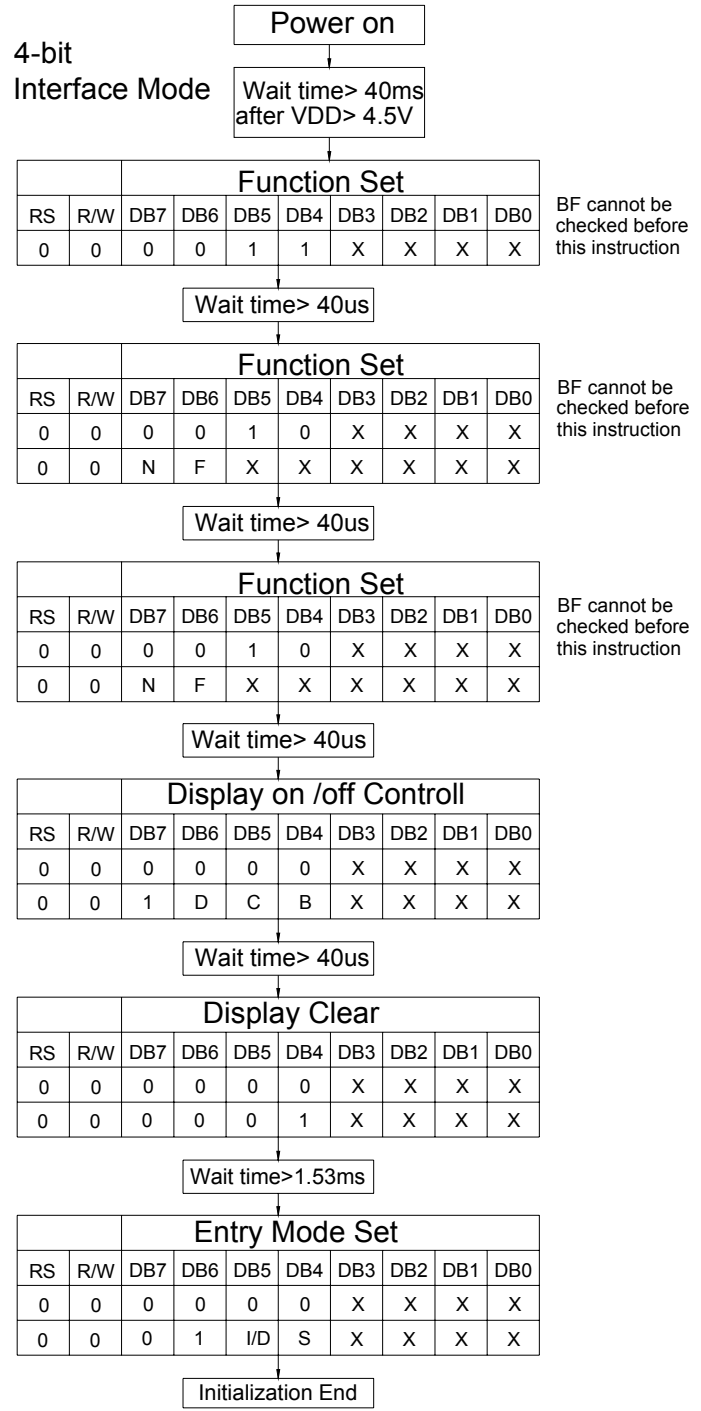 Power on
4-bit
Interface Mode
Wait time> 40ms
after VDD> 4.5V
Function Set
RS R/W DB7 DB6 DB5 DB4 DB3 DB2 DB1 DB0
0 0 0 0 1 1 X X X X
BF cannot be
checked before
this instruction
Wait time> 40us
Function Set
RS R/W DB7 DB6 DB5 DB4 DB3 DB2 DB1 DB0
0 0 0 0 1 0 X X X X
0 0 N F X X X X X X
BF cannot be
checked before
this instruction
Wait time> 40us
Function Set
RS R/W DB7 DB6 DB5 DB4 DB3 DB2 DB1 DB0
0 0 0 0 1 0 X X X X
0 0 N F X X X X X X
BF cannot be
checked before
this instruction
Wait time> 40us
Display on /off Controll
RS R/W DB7 DB6 DB5 DB4 DB3 DB2 DB1 DB0
0 0 0 0 0 0 X X X X
0 0 1 D C B X X X X
Wait time> 40us
Display Clear
RS R/W DB7 DB6 DB5 DB4 DB3 DB2 DB1 DB0
0 0 0 0 0 0 X X X X
0 0 0 0 0 1 X X X X
Wait time>1.53ms
Entry Mode Set
RS R/W DB7 DB6 DB5 DB4 DB3 DB2 DB1 DB0
0 0 0 0 0 0 X X X X
0 0 0 1 I/D S X X X X
Initialization End